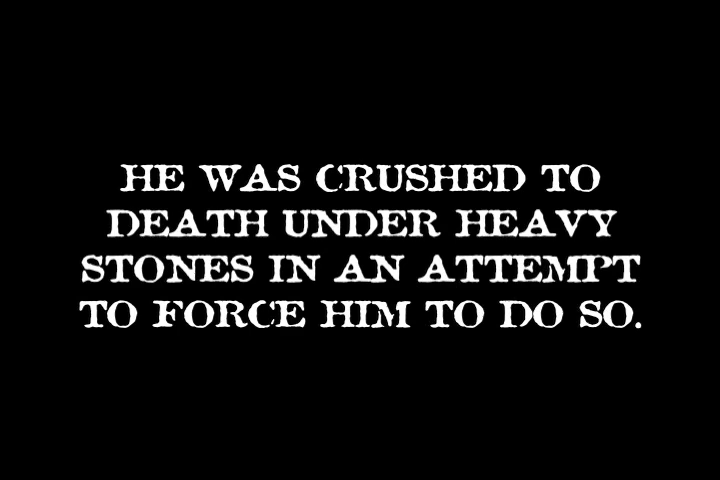 HE WAS CRUSHED TO
DEATH UNDER HEAVY
STONES IN AN ATTEMPT
TO FORCE HIM TO DO SO.